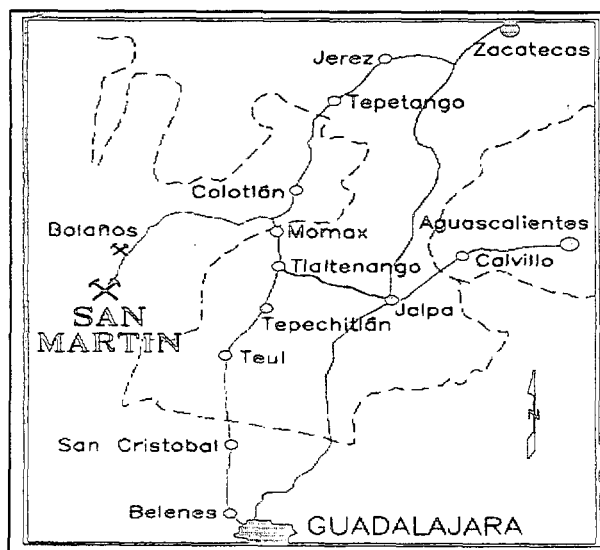 Jerez
Zacatecas
Tepetango
Colotlán
Bolaños
Momax
Aguascalientes
Tlaltenango
Calvillo
SAN
MARTIN
Jalpa
Tepechitlán
Teul
N
San Cristobal
Belenes
GUADALAJARA